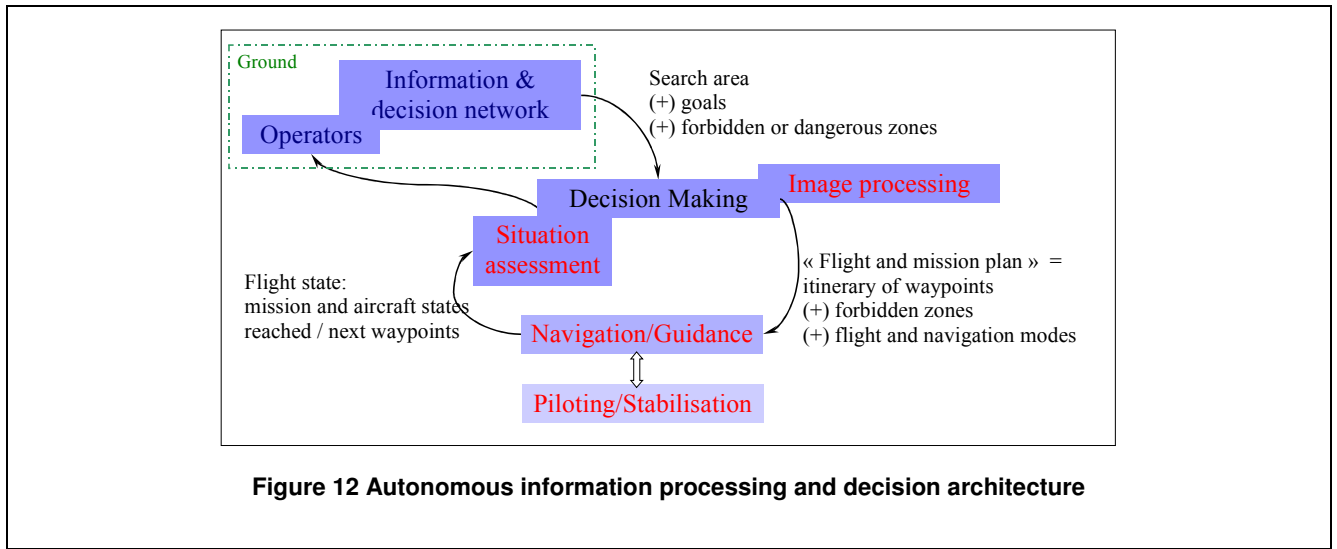 Ground
Information &
decision network
Operators
Search area
(+) goals
(+) forbidden or dangerous zones
Image processing
Decision Making
Situation
assessment
Flight state:
mission and aircraft states
reached / next waypoints
« Flight and mission plan » =
itinerary of waypoints
(+) forbidden zones
(+) flight and navigation modes
Navigation/Guidance
Piloting/Stabilisation
Figure 12 Autonomous information processing and decision architecture